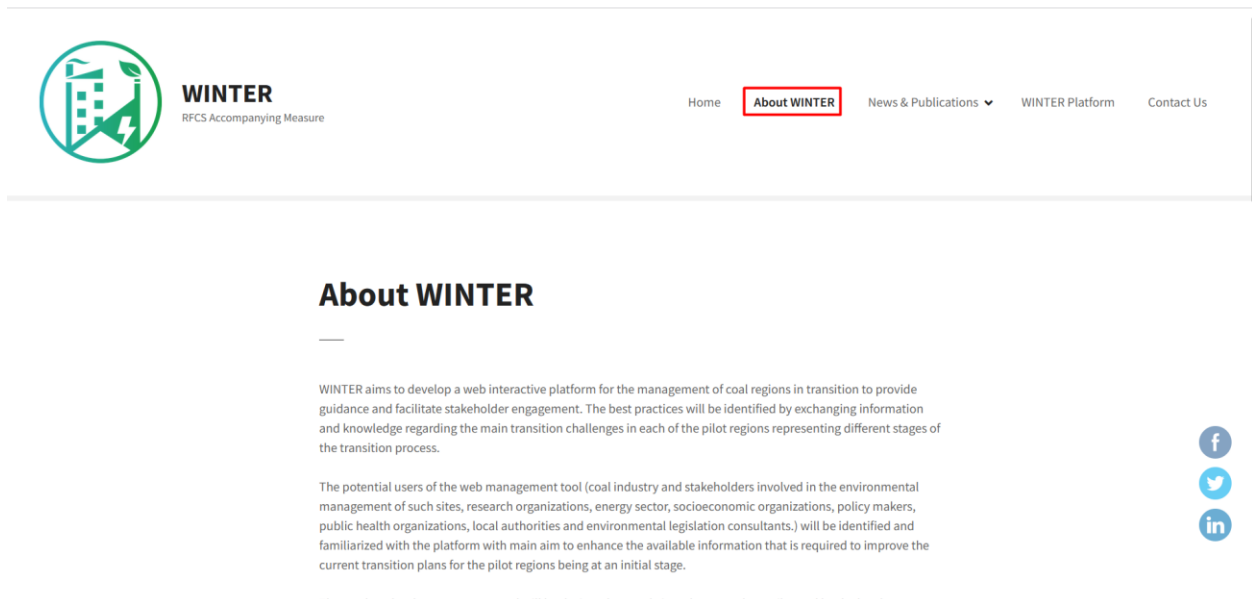 WINTER
RFCS Accompanying Measure
Home
About WINTER
News & Publications
WINTER Platform
Contact Us
About WINTER
WINTER aims to develop a web interactive platform for the management of coal regions in transition to provide
guidance and facilitate stakeholder engagement. The best practices will be identified by exchanging information
and knowledge regarding the main transition challenges in each of the pilot regions representing different stages of
the transition process.
The potential users of the web management tool (coal industry and stakeholders involved in the environmental
management of such sites, research organizations, energy sector, socioeconomic organizations, policy makers,
public health organizations, local authorities and environmental legislation consultants.) will be identified and
familiarized with the platform with main aim to enhance the available information that is required to improve the
current transition plans for the pilot regions being at an initial stage.
f
in